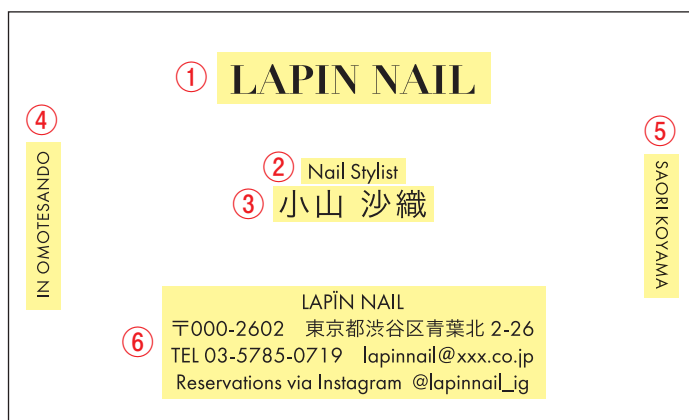 ① LAPIN NAIL
④
IN OMOTESANDO
② Nail Stylist
③ 小山 沙織
⑤
SAORI KOYAMA
⑥
LAPÏN NAIL
〒000-2602　東京都渋谷区青葉北 2-26
TEL 03-5785-0719　lapinnail@xxx.co.jp
Reservations via Instagram @lapinnail_ig